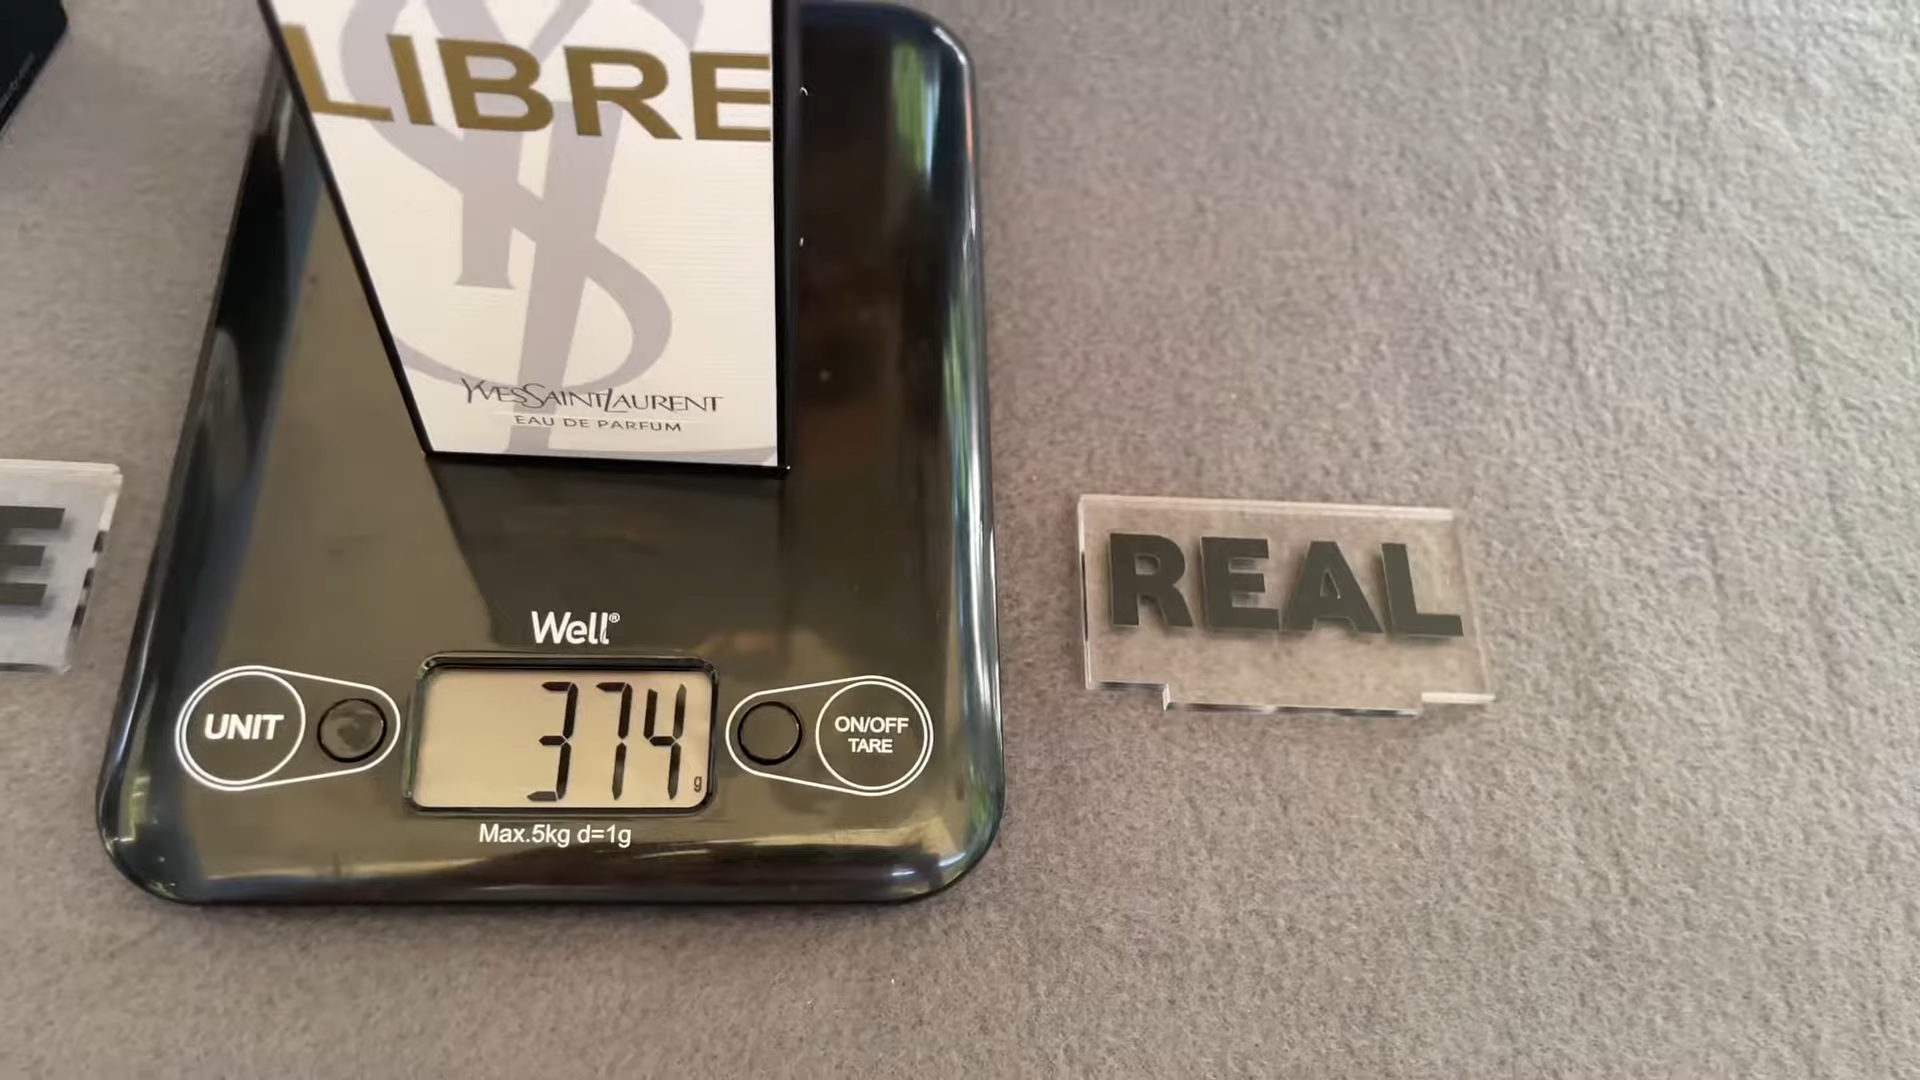 LIBRE
YVESSAINTLAURENT
EAU DE PARFUM
E
REAL
Well®
UNIT
374 g
ON/OFF
TARE
Max.5kg d=1g